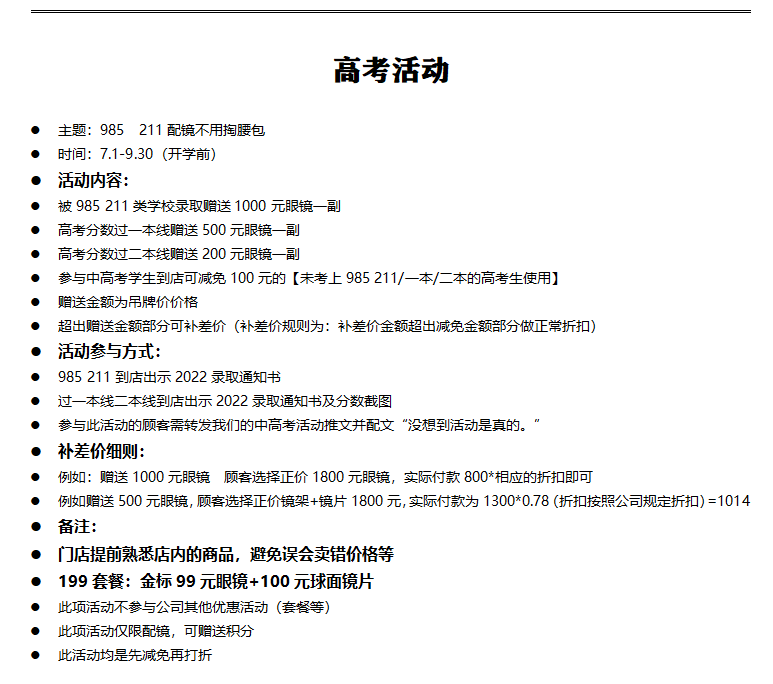 高考活动
● 主题：985 211 配镜不用掏腰包
● 时间：7.1-9.30（开学前）
● 活动内容：
● 被 985 211 类学校录取赠送 1000 元眼镜一副
● 高考分数过一本线赠送 500 元眼镜一副
● 高考分数过二本线赠送 200 元眼镜一副
● 参与中高考学生到店可减免 100 元的【未考上 985 211/一本/二本的高考生使用】
● 赠送金额为吊牌价价格
● 超出赠送金额部分可补差价（补差价规则为：补差价金额超出减免金额部分做正常折扣）
● 活动参与方式：
● 985 211 到店出示 2022 录取通知书
● 过一本线二本线到店出示 2022 录取通知书及分数截图
● 参与此活动的顾客需转发我们的中高考活动推文并配文“没想到活动是真的。”
● 补差价细则：
● 例如：赠送 1000 元眼镜 顾客选择正价 1800 元眼镜，实际付款 800*相应的折扣即可
● 例如赠送 500 元眼镜，顾客选择正价镜架+镜片 1800 元，实际付款为 1300*0.78（折扣按照公司规定折扣）=1014
● 备注：
● 门店提前熟悉店内的商品，避免误会卖错价格等
● 199 套餐：金标 99 元眼镜+100 元球面镜片
● 此项活动不参与公司其他优惠活动（套餐等）
● 此项活动仅限配镜，可赠送积分
● 此活动均是先减免再打折